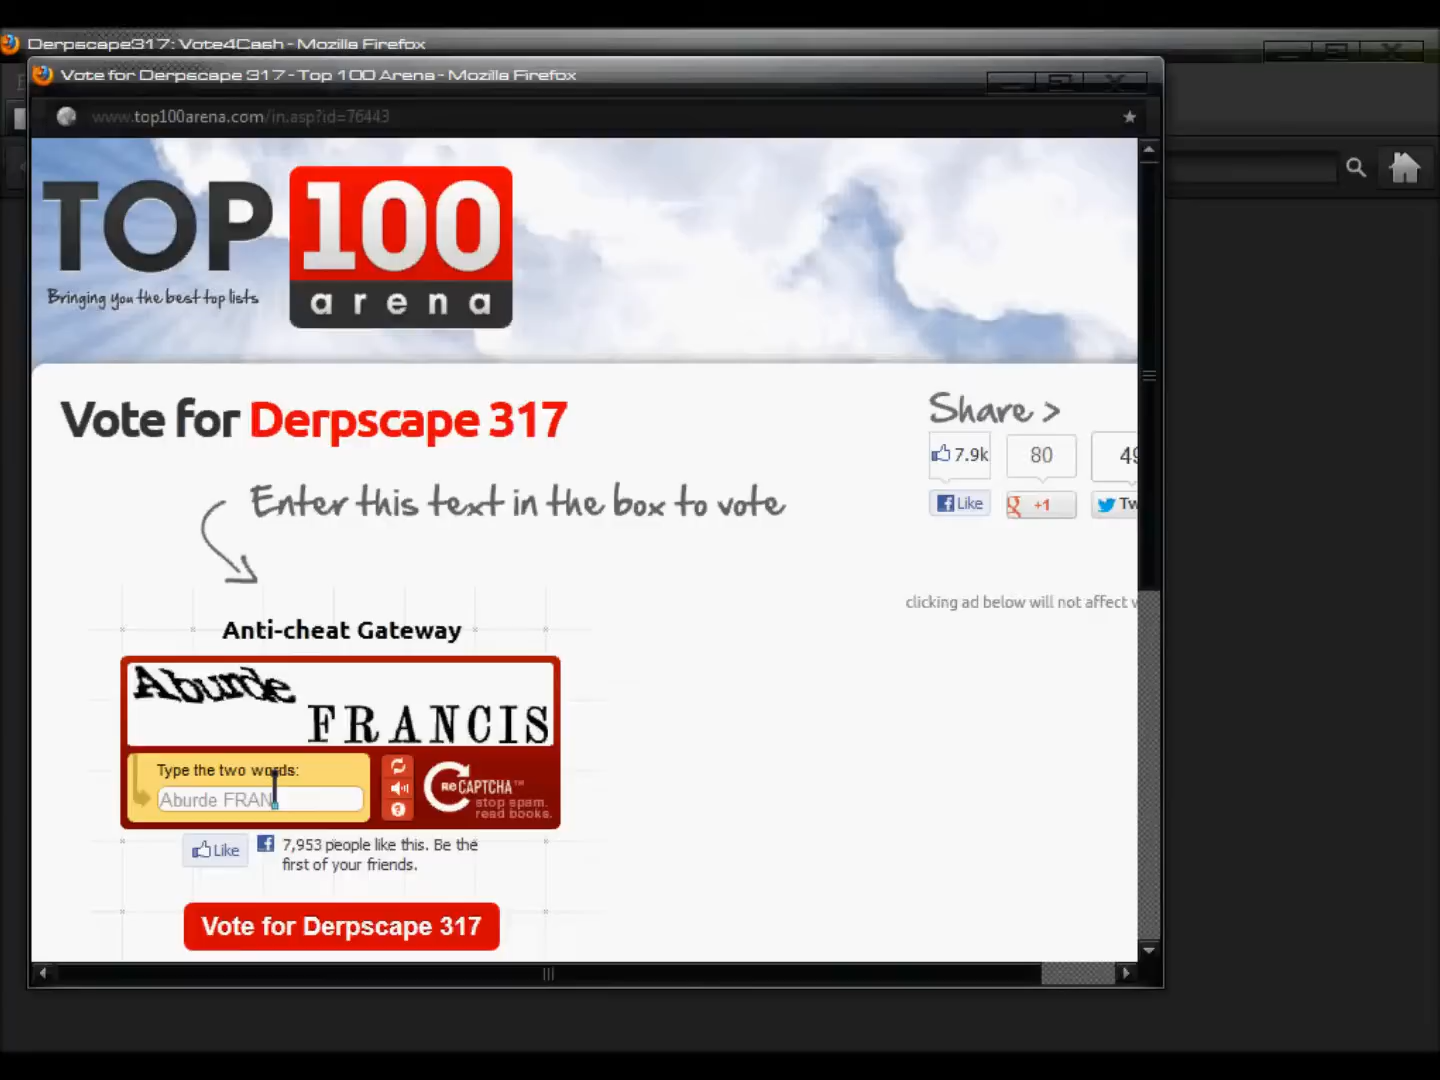 Derpscape317: Vote4Cash - Mozilla Firefox
Vote for Derpscape 317 - Top 100 Arena - Mozilla Firefox
www.top100arena.com/in.asp?id=76443
TOP 100
arena
Bringing you the best top lists
Vote for Derpscape 317
Share >
7.9k
80
Like
+1
Enter this text in the box to vote
clicking ad below will not affect
Anti-cheat Gateway
Aburde
FRANCIS
Type the two words:
Aburde FRAN
reCAPTCHA™
stop spam.
read books.
Like
7,953 people like this. Be the
first of your friends.
Vote for Derpscape 317